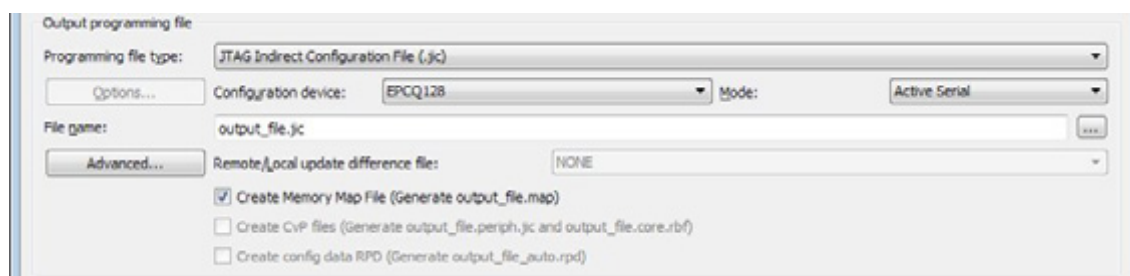 Output programming file
Programming file type: JTAG Indirect Configuration File (.jic)
Options... Configuration device: EPCQ128 Mode: Active Serial
File name: output_file.jic ...
Advanced... Remote/Local update difference file: NONE
Create Memory Map File (Generate output_file.map)
Create CvP files (Generate output_file.periph.jic and output_file.core.rbf)
Create config data RPD (Generate output_file_auto.rpd)